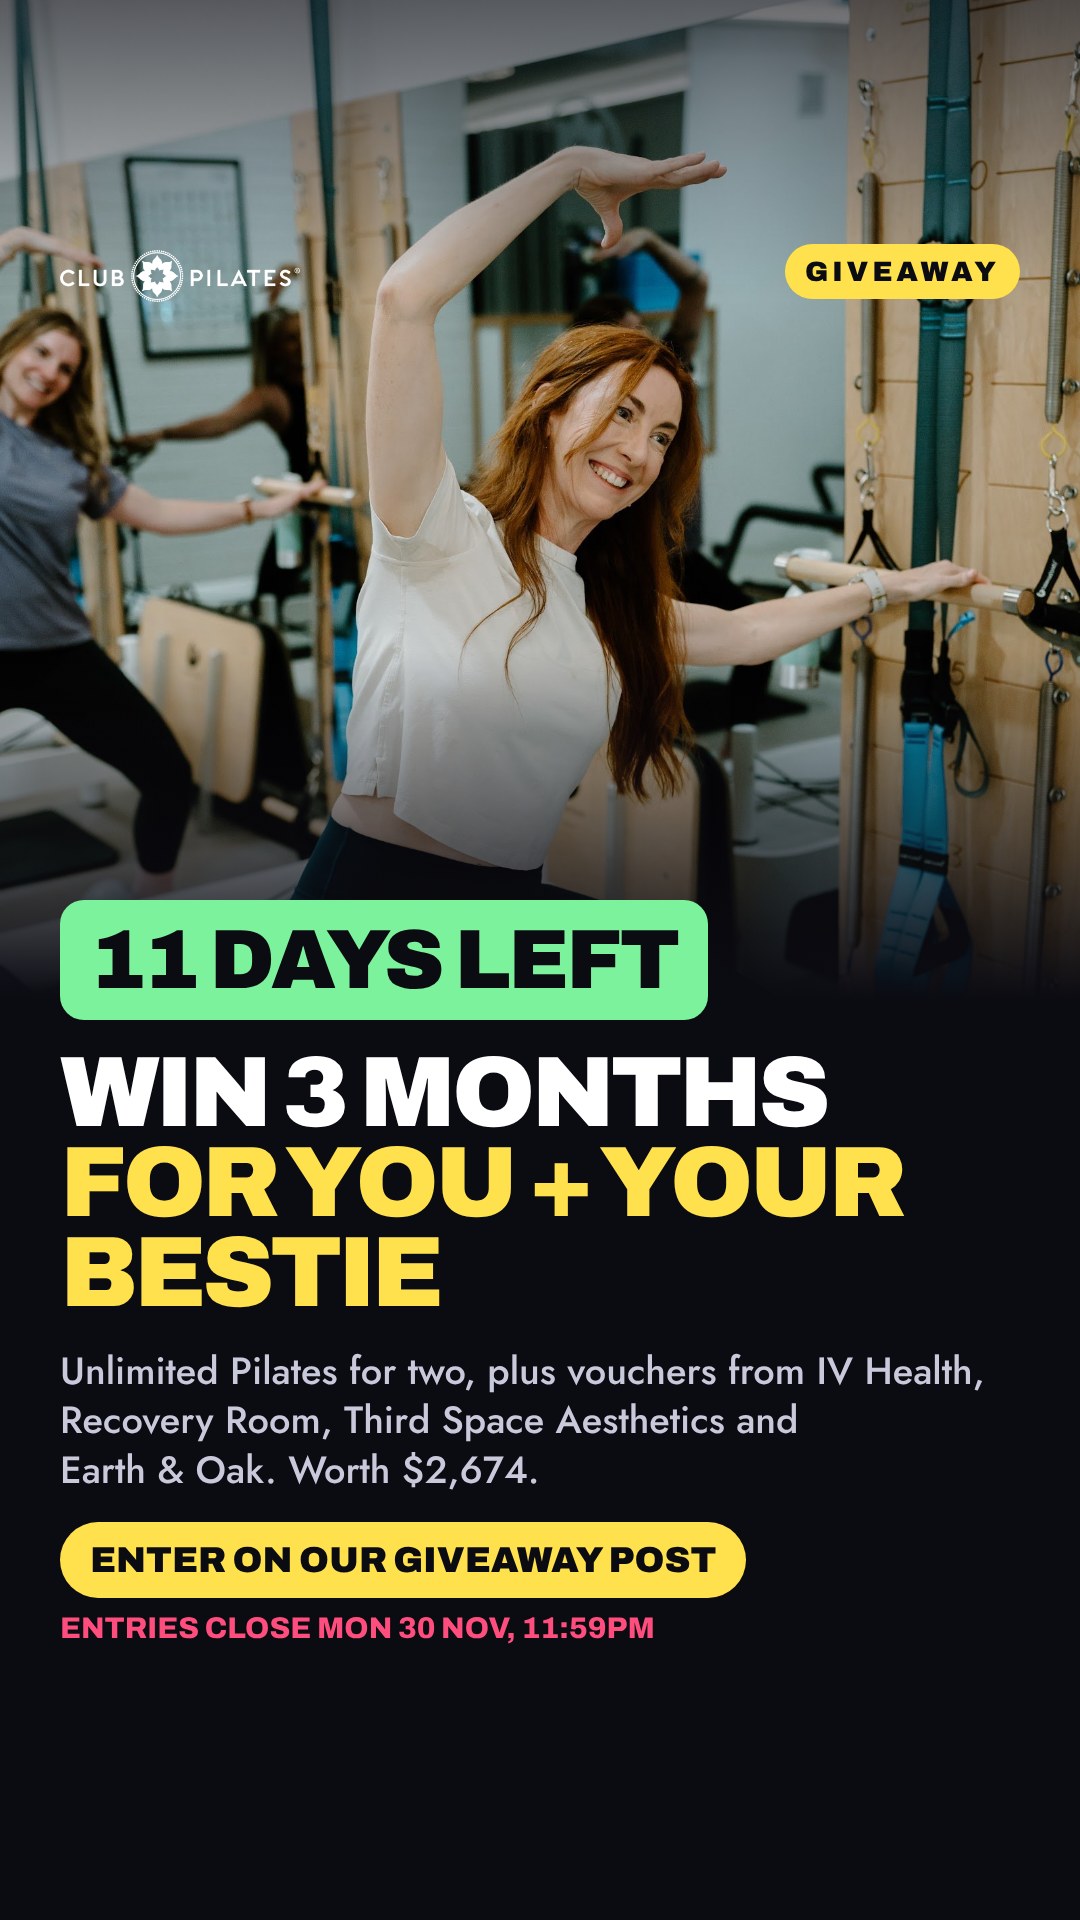 CLUB PILATES®
GIVEAWAY
11 DAYS LEFT
WIN 3 MONTHS
FOR YOU + YOUR
BESTIE
Unlimited Pilates for two, plus vouchers from IV Health,
Recovery Room, Third Space Aesthetics and
Earth & Oak. Worth $2,674.
ENTER ON OUR GIVEAWAY POST
ENTRIES CLOSE MON 30 NOV, 11:59PM